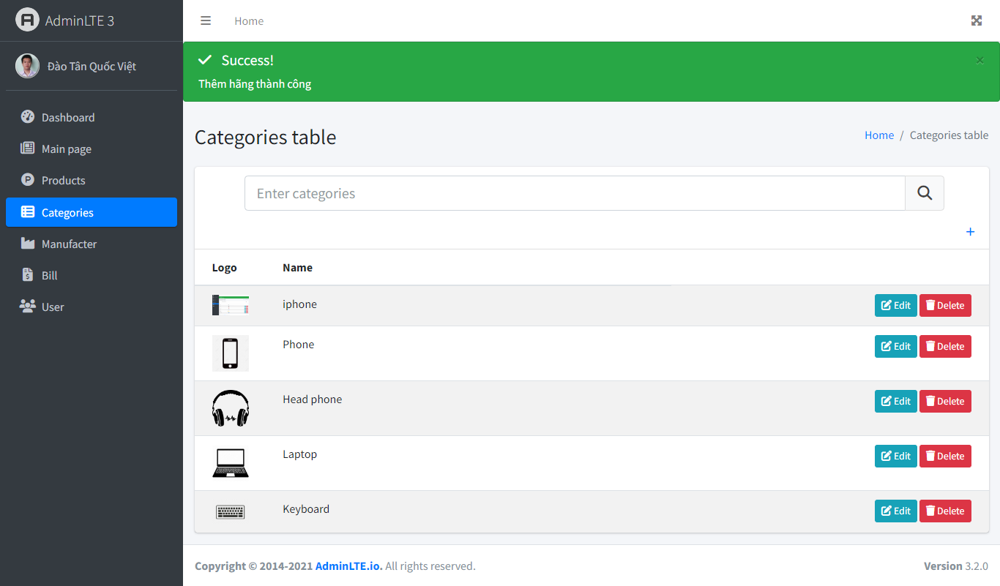 AdminLTE 3
Home
Đào Tân Quốc Việt
Success!
×
Thêm hãng thành công
Dashboard
Main page
Products
Categories
Manufacter
Bill
User
Categories table
Home / Categories table
Enter categories
+
Logo Name
iphone Edit Delete
Phone Edit Delete
Head phone Edit Delete
Laptop Edit Delete
Keyboard Edit Delete
Copyright © 2014-2021 AdminLTE.io. All rights reserved.
Version 3.2.0